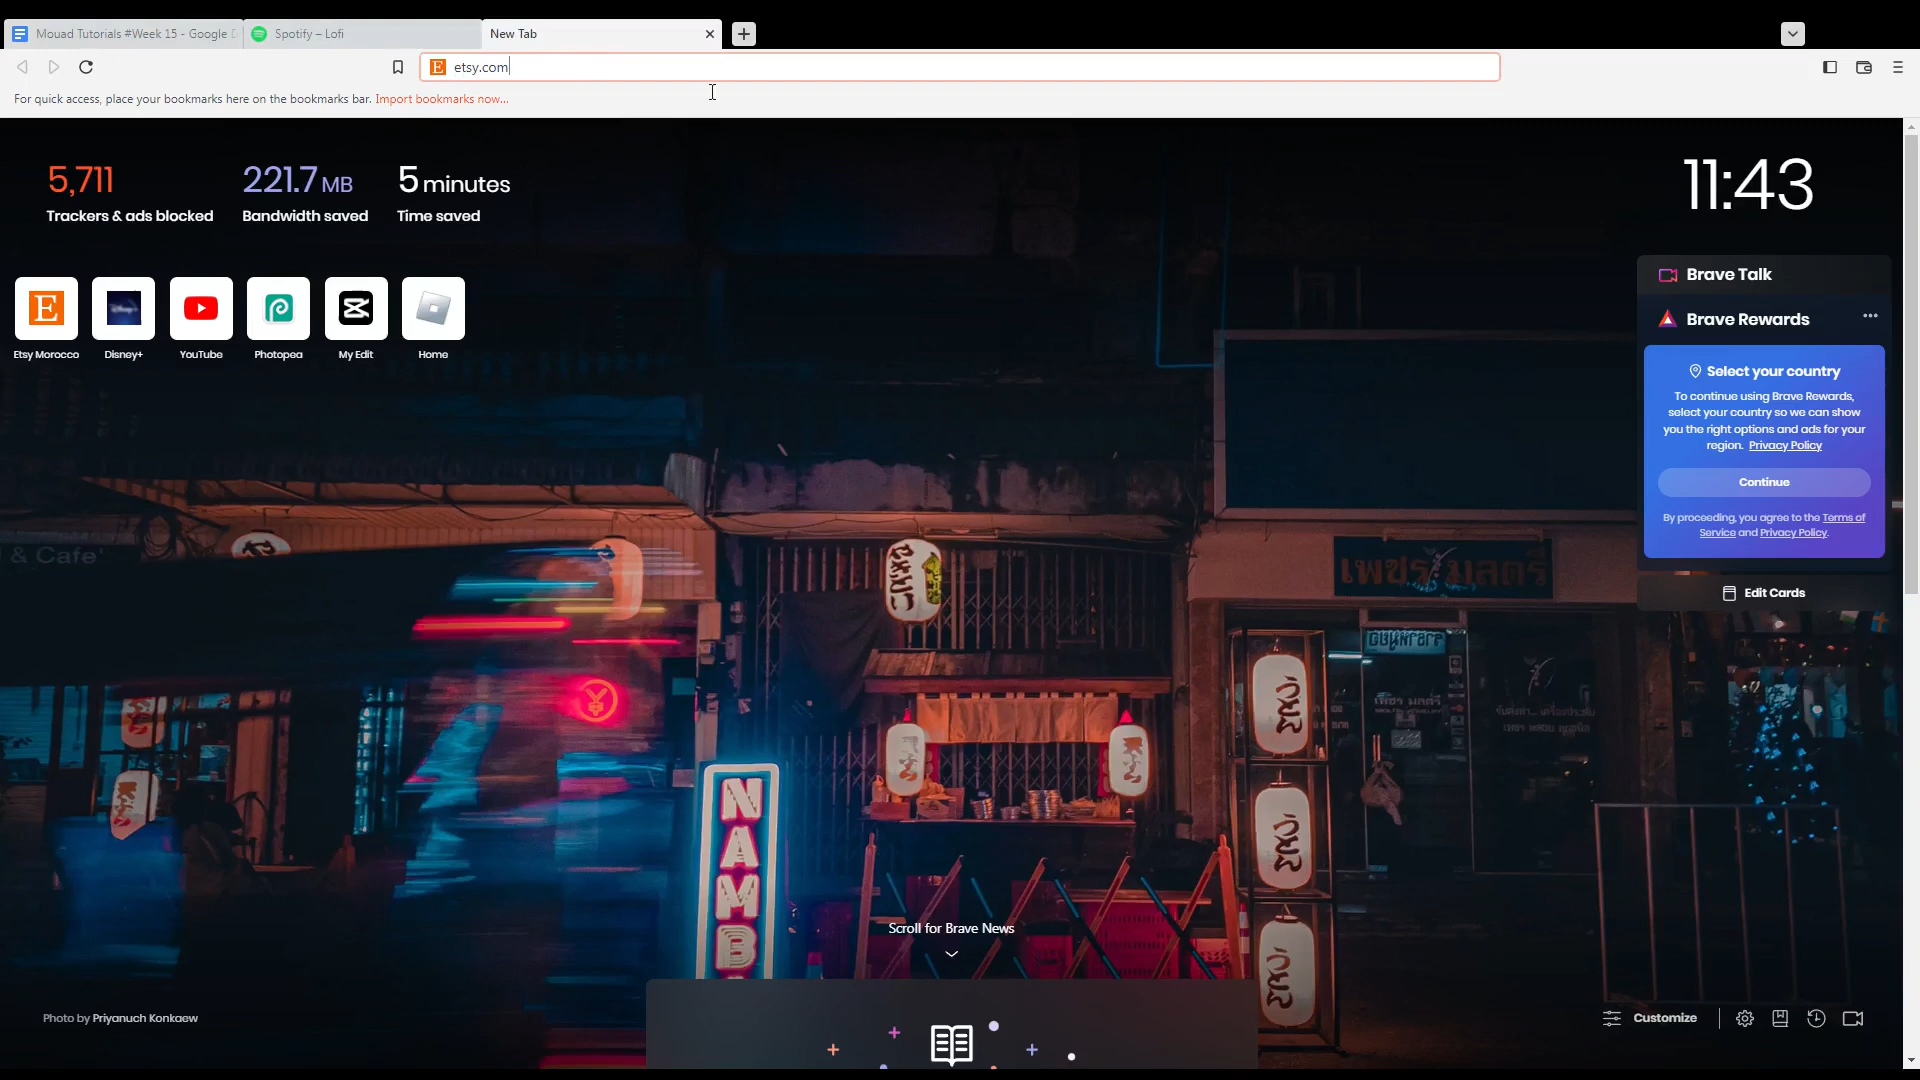 Mouad Tutorials #Week 15 - Google
Spotify – Lofi
New Tab
etsy.com
For quick access, place your bookmarks here on the bookmarks bar. Import bookmarks now...
5,711
Trackers & ads blocked
221.7 MB
Bandwidth saved
5 minutes
Time saved
11:43
E
Etsy Morocco
Disney+
YouTube
Photopea
My Edit
Home
Brave Talk
Brave Rewards
Select your country
To continue using Brave Rewards,
select your country so we can show
you the right options and ads for your
region. Privacy Policy
Continue
By proceeding, you agree to the Terms of
Service and Privacy Policy.
Edit Cards
& Cafe'
NAMB
Scroll for Brave News
Photo by Priyanuch Konkaew
Customize